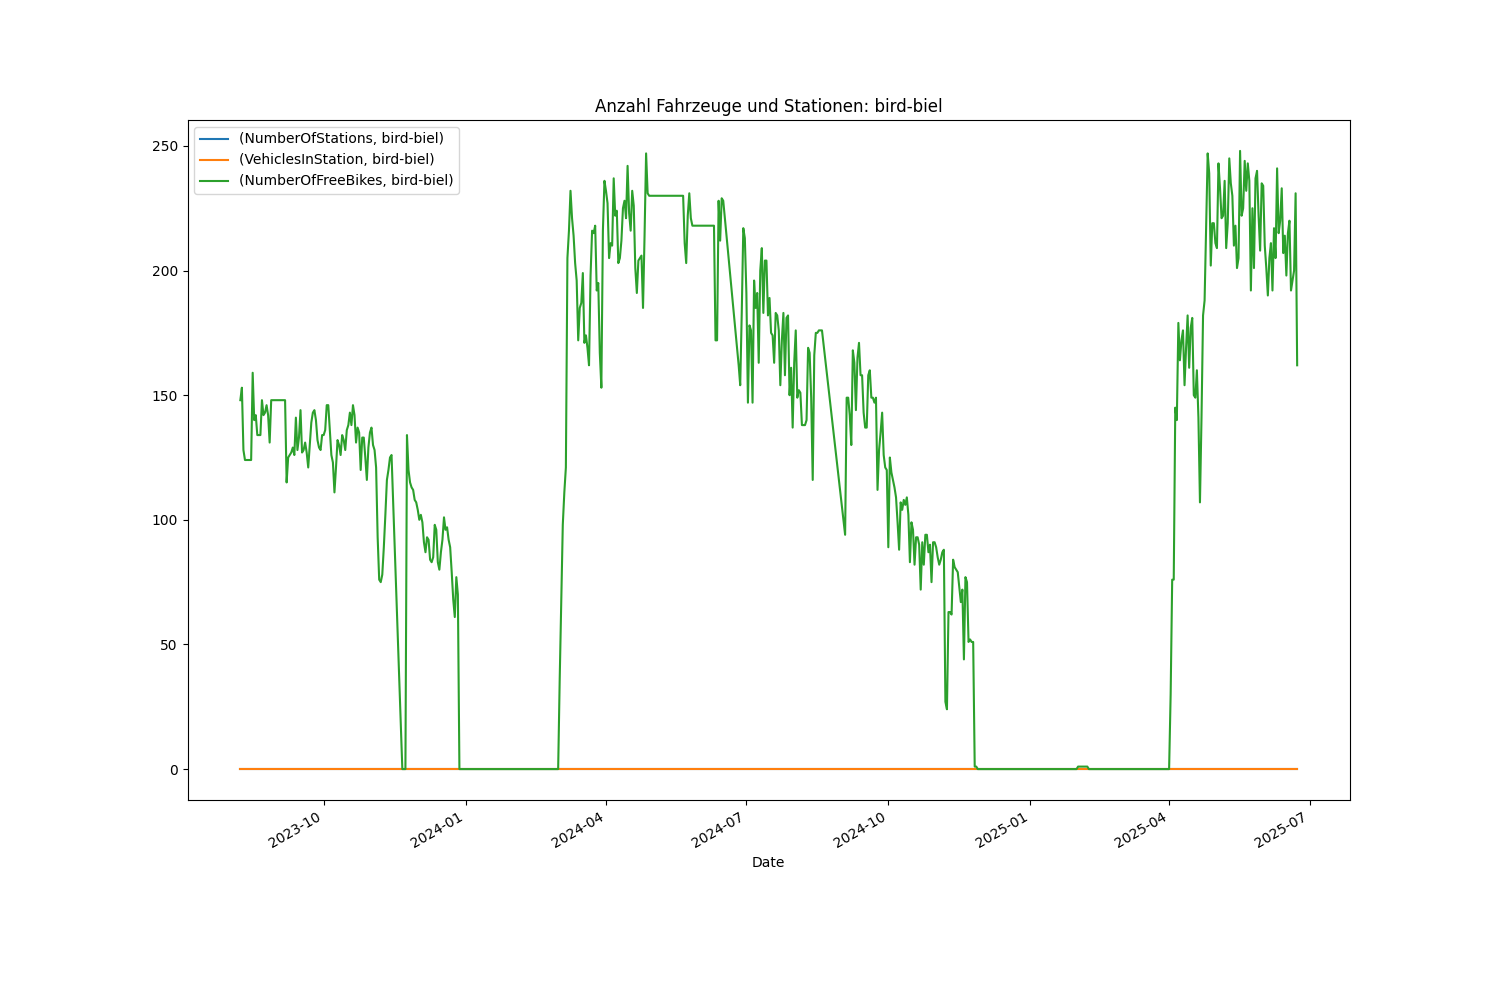 Anzahl Fahrzeuge und Stationen: bird-biel
(NumberOfStations, bird-biel)
(VehiclesInStation, bird-biel)
(NumberOfFreeBikes, bird-biel)
250
200
150
100
50
0
2023-10
2024-01
2024-04
2024-07
2024-10
2025-01
2025-04
2025-07
Date